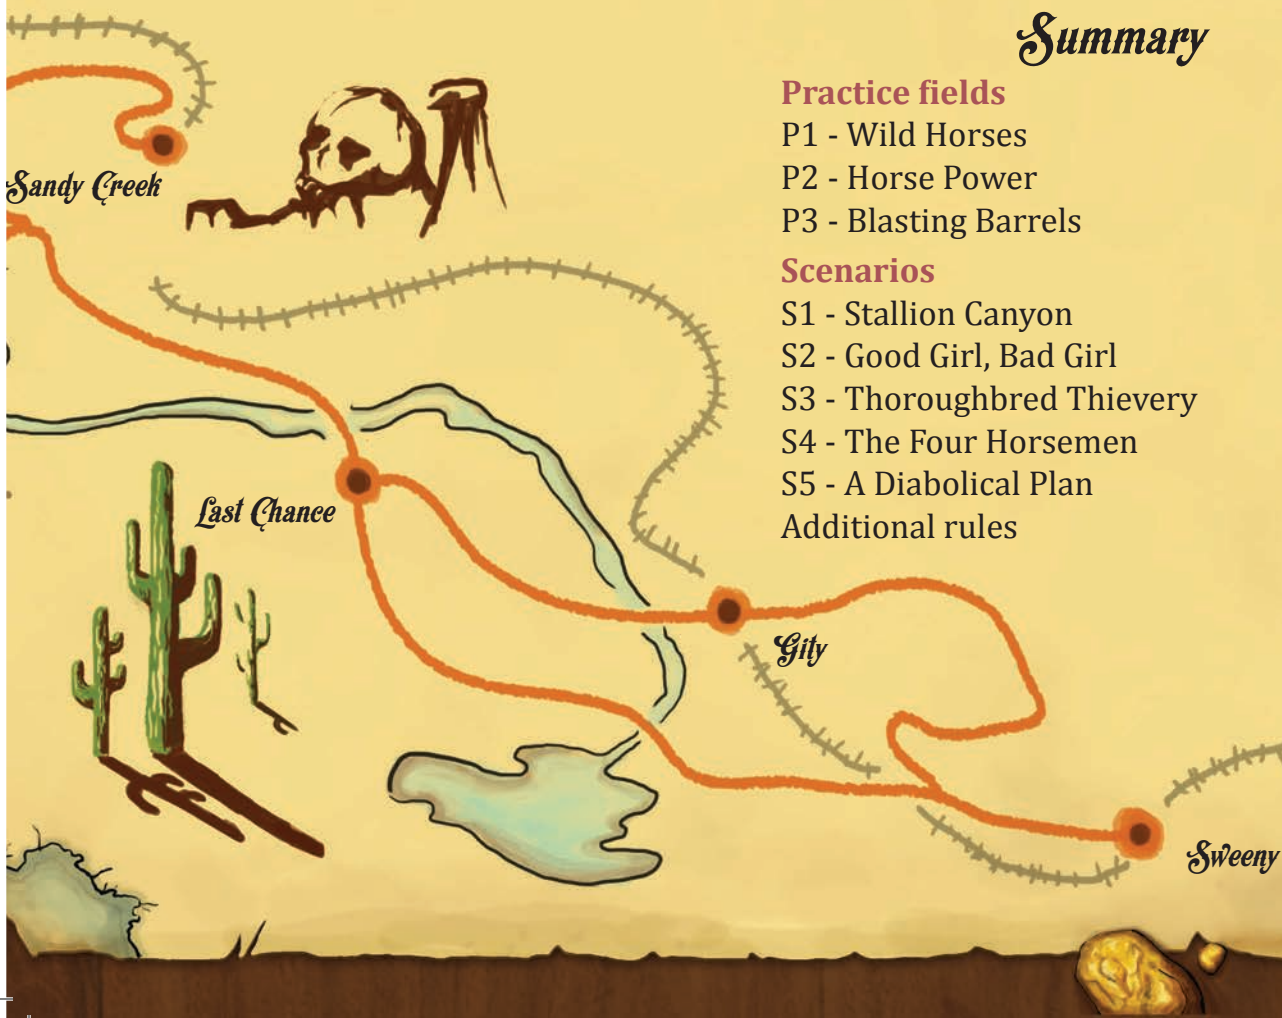 Summary
Practice fields
P1 - Wild Horses
P2 - Horse Power
P3 - Blasting Barrels
Scenarios
S1 - Stallion Canyon
S2 - Good Girl, Bad Girl
S3 - Thoroughbred Thievery
S4 - The Four Horsemen
S5 - A Diabolical Plan
Additional rules
Sandy Creek
Last Chance
Gity
Sweeny